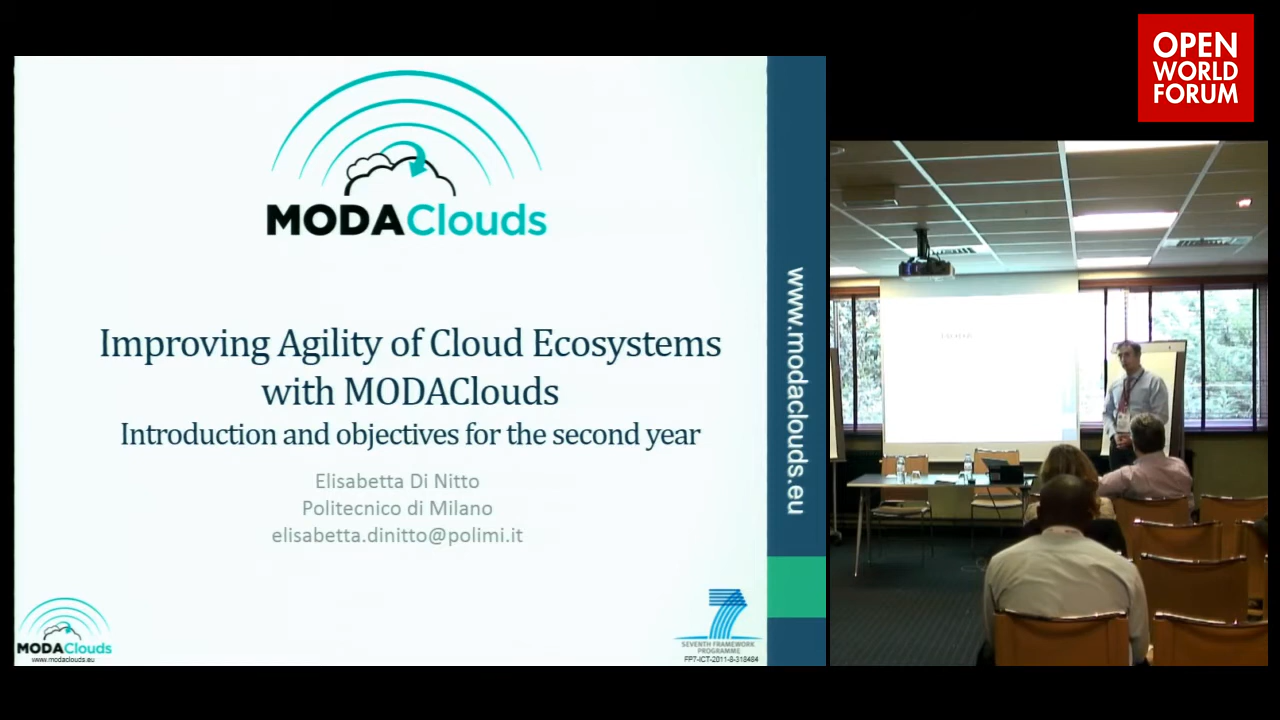 OPEN
WORLD
FORUM
MODAClouds
Improving Agility of Cloud Ecosystems
with MODAClouds
Introduction and objectives for the second year
Elisabetta Di Nitto
Politecnico di Milano
elisabetta.dinitto@polimi.it
www.modaclouds.eu
MODAClouds
www.modaclouds.eu
7
SEVENTH FRAMEWORK
PROGRAMME
FP7-ICT-2011-8-318484